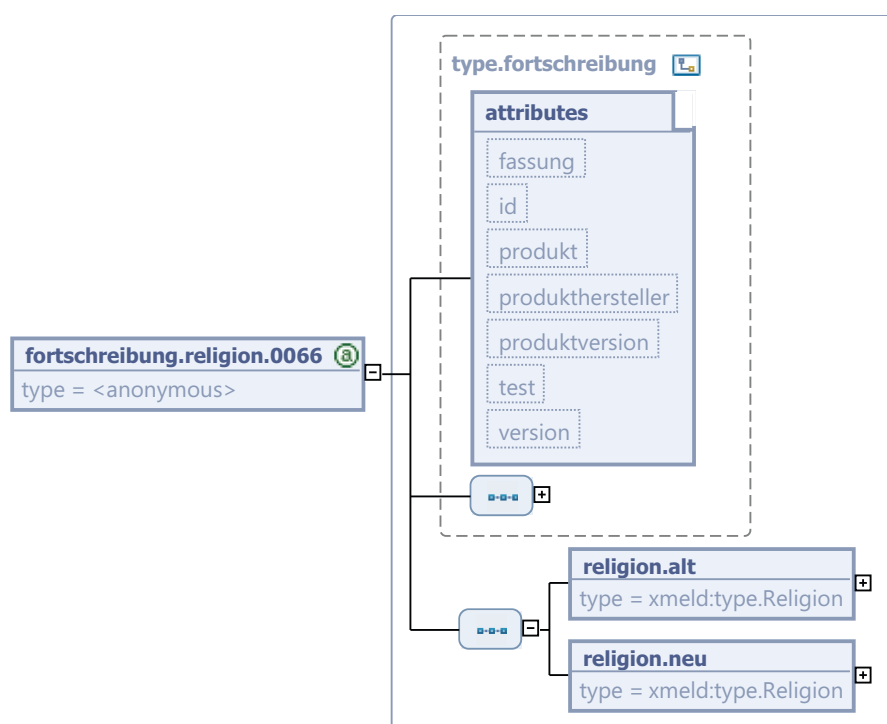 type.fortschreibung
attributes
fassung
id
produkt
produkthersteller
produktversion
test
version
fortschreibung.religion.0066 a
type = <anonymous>
religion.alt
type = xmeld:type.Religion
religion.neu
type = xmeld:type.Religion